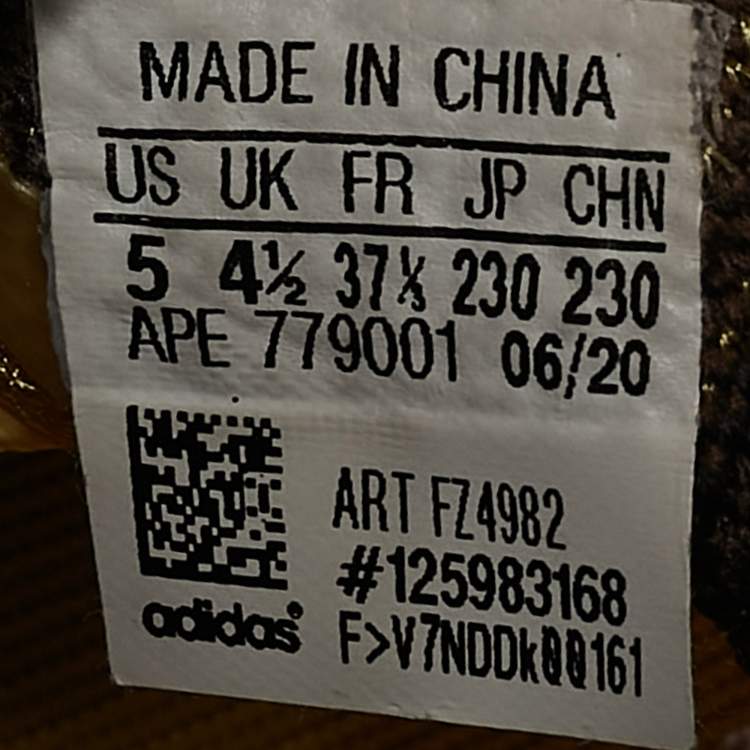 MADE IN CHINA
US UK FR JP CHN
5 4½ 37⅓ 230 230
APE 779001 06/20
ART FZ4982
#125983168
adidas®
F>V7NDDk00161